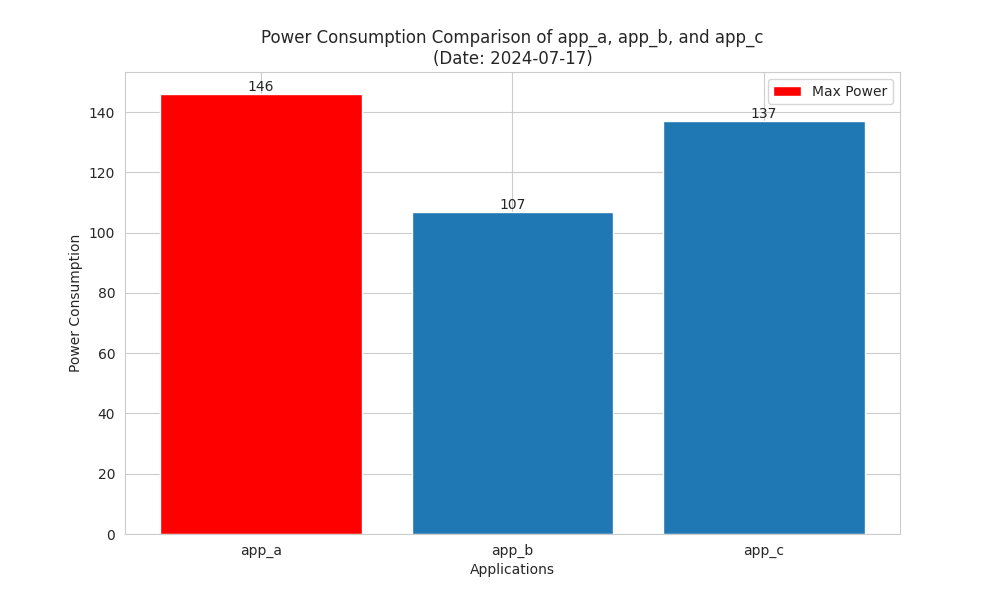 Power Consumption Comparison of app_a, app_b, and app_c
(Date: 2024-07-17)
Max Power
146
107
137
140
120
100
80
60
40
20
0
Power Consumption
app_a
app_b
app_c
Applications